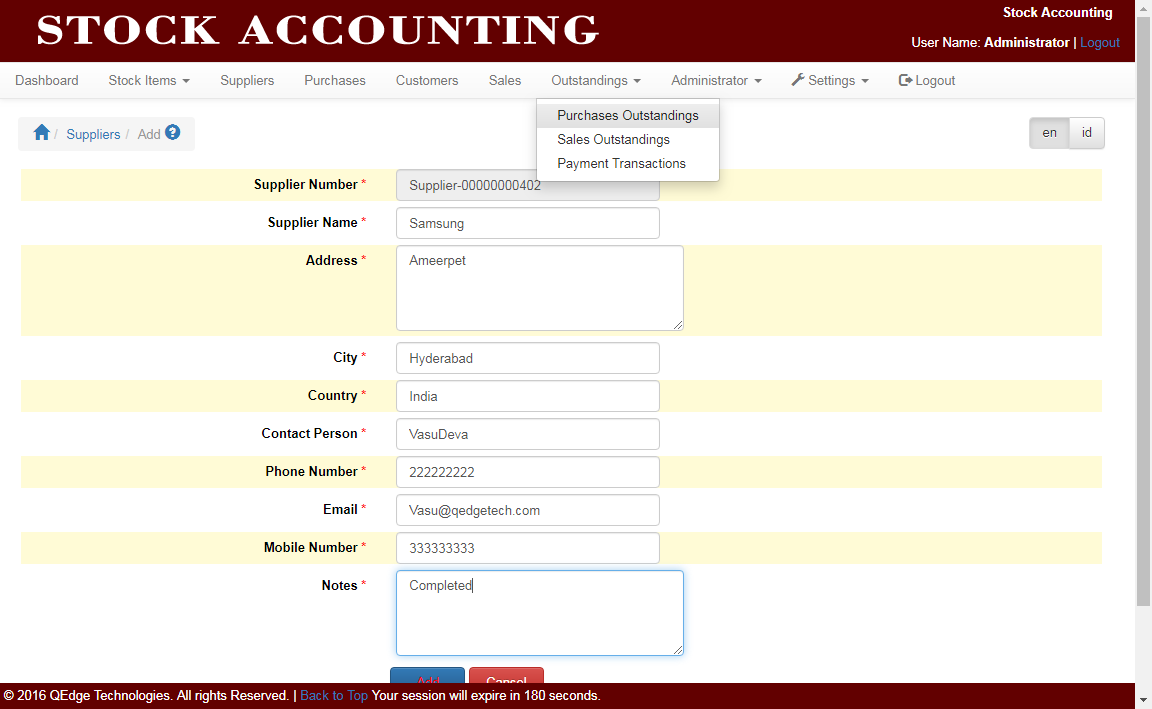 STOCK ACCOUNTING
Stock Accounting
User Name: Administrator | Logout
Dashboard Stock Items Suppliers Purchases Customers Sales Outstandings Administrator Settings Logout
Purchases Outstandings
Sales Outstandings
Payment Transactions
/ Suppliers / Add ?
en id
Supplier Number * Supplier-00000000402
Supplier Name * Samsung
Address * Ameerpet
City * Hyderabad
Country * India
Contact Person * VasuDeva
Phone Number * 222222222
Email * Vasu@qedgetech.com
Mobile Number * 333333333
Notes * Completed
Add Cancel
© 2016 QEdge Technologies. All rights Reserved. | Back to Top Your session will expire in 180 seconds.